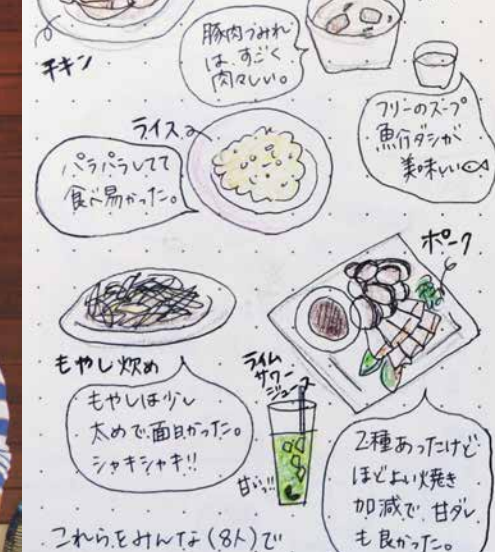 チキン
豚肉つみれ
は、すごく
肉々しい。
フリーのスープ
魚介ダシが
美味しい
ライス
パラパラしてて
食べ易かった。
ポーク
もやし炒め
もやしは少し
太めで面白かった。
シャキシャキ!!
ライム
サワー
ジュース
甘いっ!!
2種あったけど
ほどよい焼き
加減で、甘ダレ
も良かった。
これらをみんな(8人)で